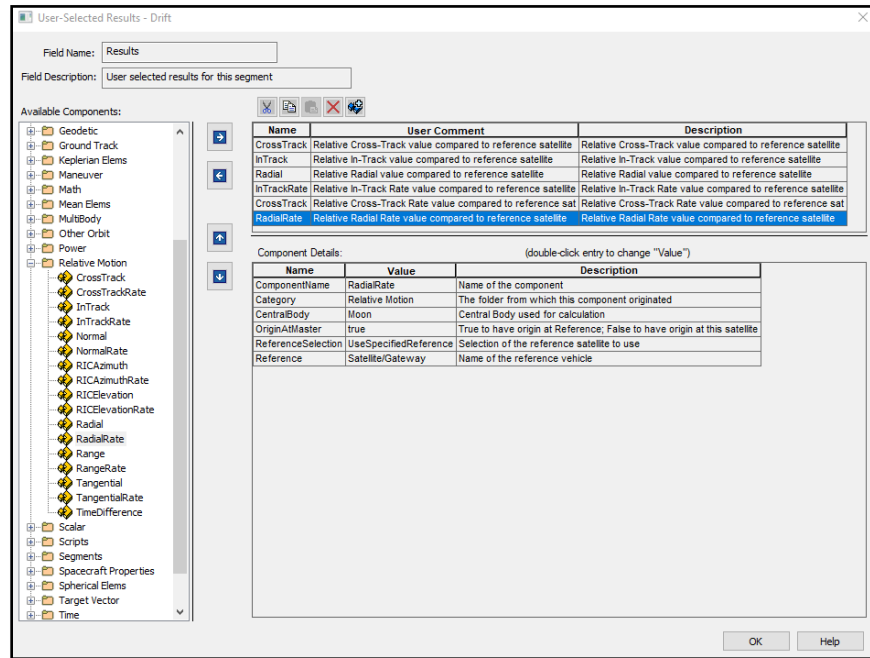 User-Selected Results - Drift
Field Name: Results
Field Description: User selected results for this segment
Available Components:
Geodetic
Ground Track
Keplerian Elems
Maneuver
Math
Mean Elems
MultiBody
Other Orbit
Power
Relative Motion
CrossTrack
CrossTrackRate
InTrack
InTrackRate
Normal
NormalRate
RICAzimuth
RICAzimuthRate
RICElevation
RICElevationRate
Radial
RadialRate
Range
RangeRate
Tangential
TangentialRate
TimeDifference
Scalar
Scripts
Segments
Spacecraft Properties
Spherical Elems
Target Vector
Time
Name User Comment Description
CrossTrack Relative Cross-Track value compared to reference satellite Relative Cross-Track value compared to reference satellite
InTrack Relative In-Track value compared to reference satellite Relative In-Track value compared to reference satellite
Radial Relative Radial value compared to reference satellite Relative Radial value compared to reference satellite
InTrackRate Relative In-Track Rate value compared to reference satellite Relative In-Track Rate value compared to reference satellite
CrossTrack Relative Cross-Track Rate value compared to reference sat Relative Cross-Track Rate value compared to reference sat
RadialRate Relative Radial Rate value compared to reference satellite Relative Radial Rate value compared to reference satellite
Component Details: (double-click entry to change "Value")
Name Value Description
ComponentName RadialRate Name of the component
Category Relative Motion The folder from which this component originated
CentralBody Moon Central Body used for calculation
OriginAtMaster true True to have origin at Reference; False to have origin at this satellite
ReferenceSelection UseSpecifiedReference Selection of the reference satellite to use
Reference Satellite/Gateway Name of the reference vehicle
OK Help